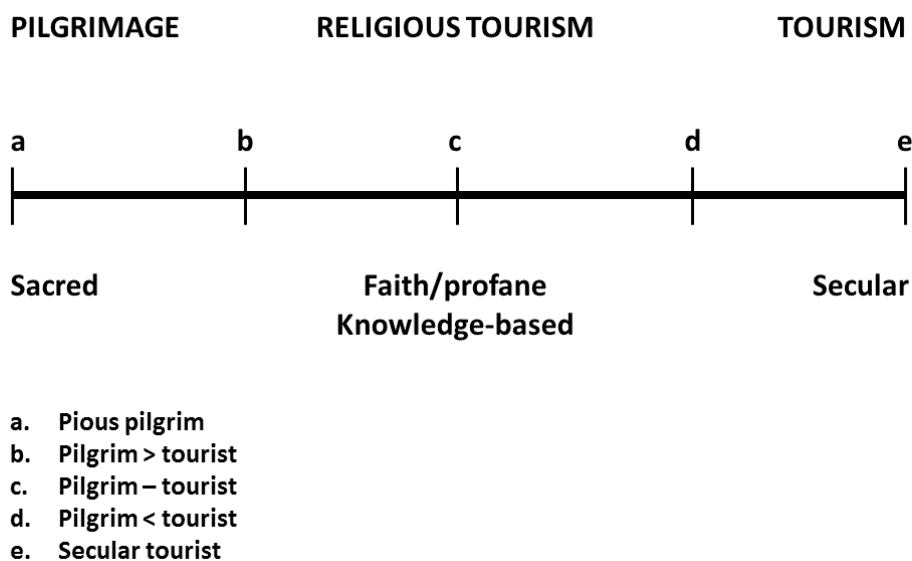 PILGRIMAGE RELIGIOUS TOURISM TOURISM
a b c d e
Sacred Faith/profane Secular
Knowledge-based
a. Pious pilgrim
b. Pilgrim > tourist
c. Pilgrim – tourist
d. Pilgrim < tourist
e. Secular tourist